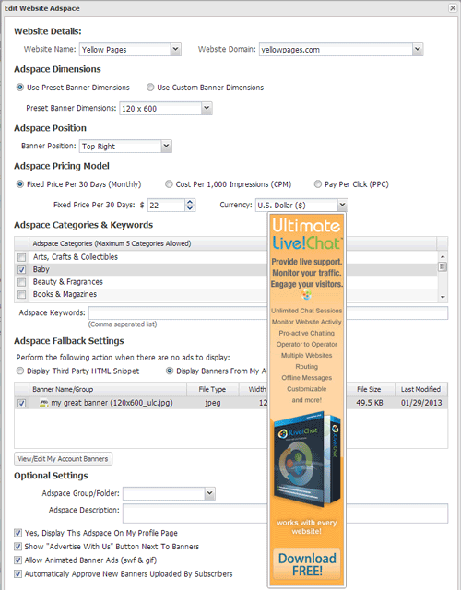 Edit Website Adspace
Website Details:
Website Name: Yellow Pages Website Domain: yellowpages.com
Adspace Dimensions
Use Preset Banner Dimensions Use Custom Banner Dimensions
Preset Banner Dimensions: 120 x 600
Adspace Position
Banner Position: Top Right
Adspace Pricing Model
Fixed Price Per 30 Days (Monthly) Cost Per 1,000 Impressions (CPM) Pay Per Click (PPC)
Fixed Price Per 30 Days: $ 22 Currency: U.S. Dollar ($)
Adspace Categories & Keywords
Adspace Categories (Maximum 5 Categories Allowed)
Arts, Crafts & Collectibles
Baby
Beauty & Fragrances
Books & Magazines
Adspace Keywords:
(Comma seperated list)
Adspace Fallback Settings
Perform the following action when there are no ads to display:
Display Third Party HTML Snippet Display Banners From My A
Banner Name/Group File Type Width File Size Last Modified
my great banner (120x600_ulc.jpg) jpeg 12 49.5 KB 01/29/2013
View/Edit My Account Banners
Optional Settings
Adspace Group/Folder:
Adspace Description:
Yes, Display This Adspace On My Profile Page
Show "Advertise With Us" Button Next To Banners
Allow Animated Banner Ads (swf & gif)
Automatically Approve New Banners Uploaded By Subscribers
Ultimate
Live!Chat
Provide live support.
Monitor your traffic.
Engage your visitors.
Unlimited Chat Sessions
Monitor Website Activity
Pro-active Chatting
Operator to Operator
Multiple Websites
Routing
Offline Messages
Customizable
and more!
Live!Chat
works with every
website!
Download
FREE!